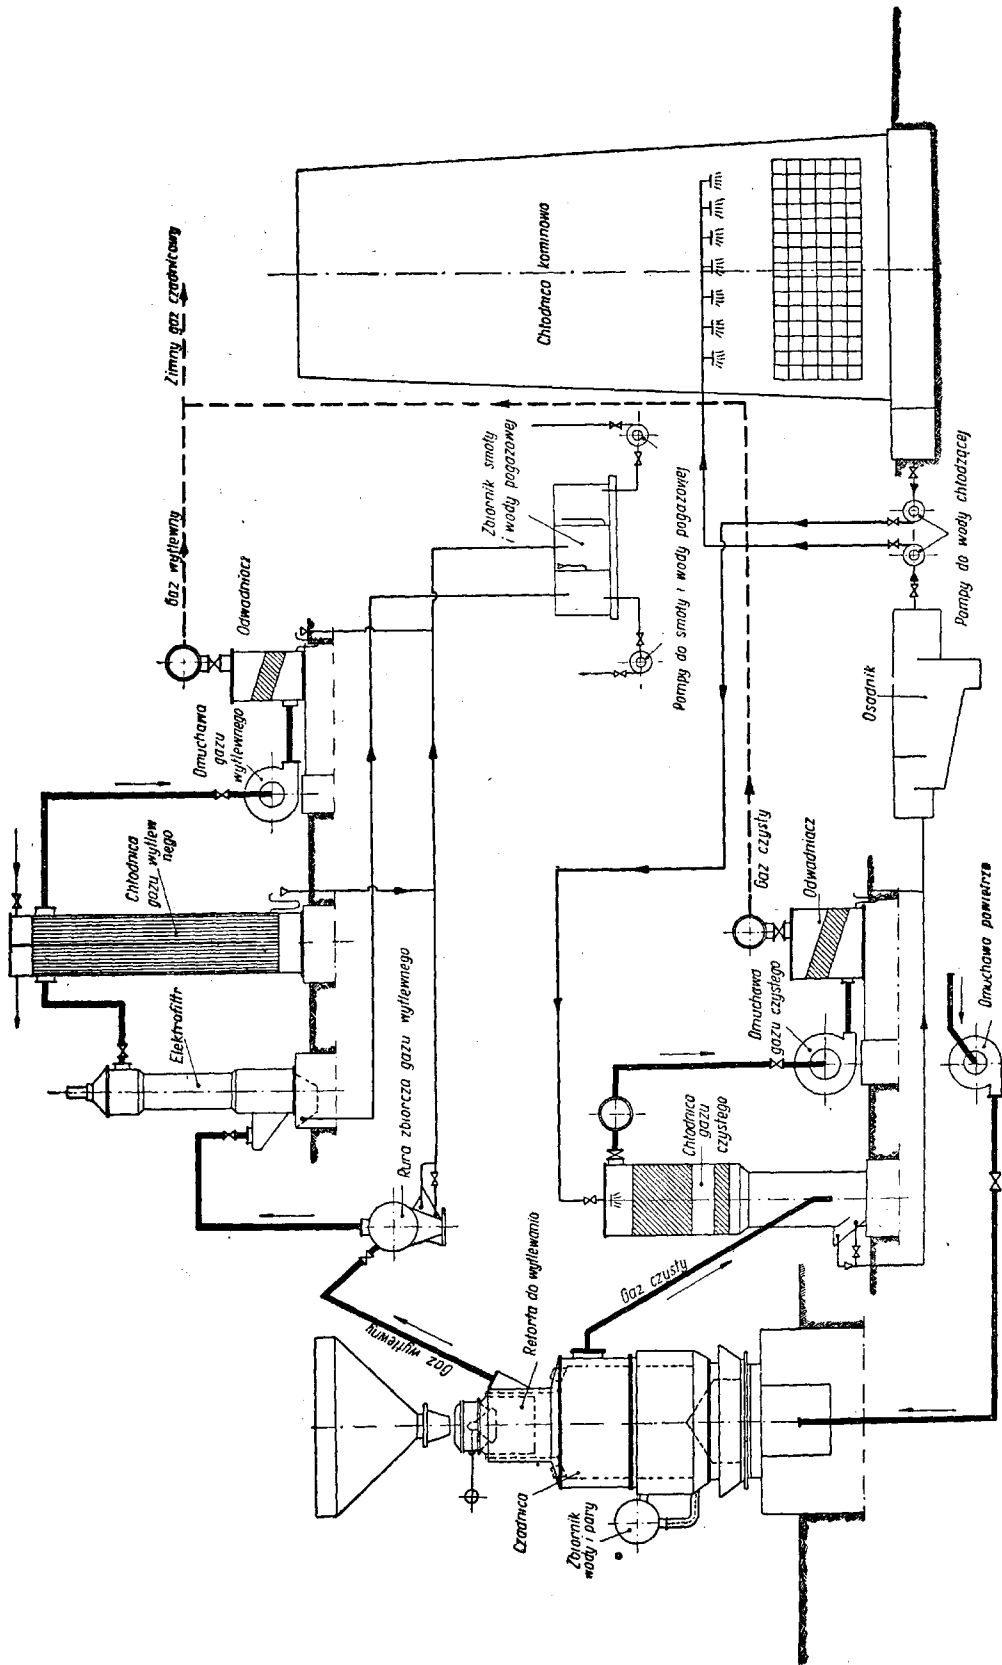 Zimny gaz czadnicowy
Gaz wytlewny
Odwadniacz
Dmuchawa
gazu
wytlewnego
Chłodnica
gazu wytlew
nego
Elektrofiltr
Rura zbiorcza gazu wytlewnego
Gaz wytlewny
Retorta do wytlewania
Czadnica
Zbiornik
wody i pary
Gaz czysty
Chłodnica
gazu
czystego
Dmuchawa
gazu czystego
Odwadniacz
Gaz czysty
Dmuchawa powietrza
Osadnik
Zbiornik smoły
i wody pogazowej
Pompy do smoły i wody pogazowej
Pompy do wody chłodzącej
Chłodnica kominowa